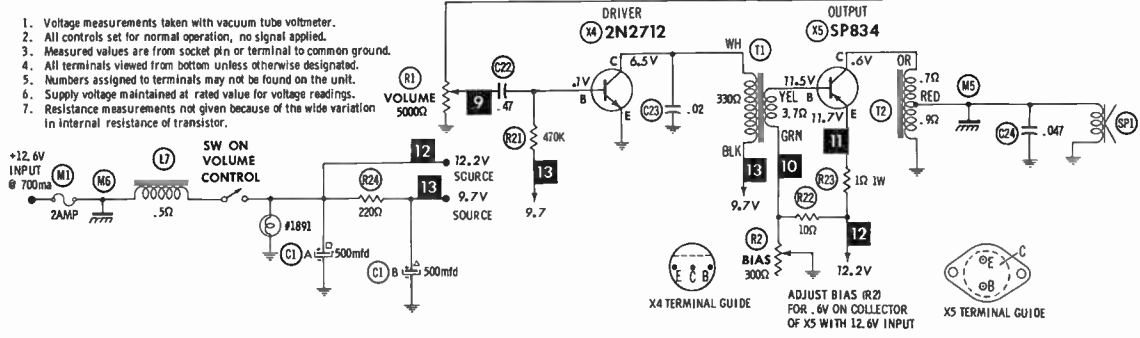 1. Voltage measurements taken with vacuum tube voltmeter.
2. All controls set for normal operation, no signal applied.
3. Measured values are from socket pin or terminal to common ground.
4. All terminals viewed from bottom unless otherwise designated.
5. Numbers assigned to terminals may not be found on the unit.
6. Supply voltage maintained at rated value for voltage readings.
7. Resistance measurements not given because of the wide variation
in internal resistance of transistor.
DRIVER
X4 2N2712
OUTPUT
X5 SP834
R1
VOLUME
5000Ω
9
C22
.47
.1V
B
C
6.5V
E
R21
470K
13
9.7
C23
.02
WH
T1
330Ω
BLK
13
9.7V
11.5V
YEL
B
3.7Ω
11.7V
GRN
C
.6V
E
10
11
R23
1Ω 1W
R22
10Ω
12
12.2V
R2
BIAS
300Ω
OR
.7Ω
RED
.9Ω
T2
M5
C24
.047
SP1
+12.6V
INPUT
@ 700ma
M1
2AMP
M6
L7
.5Ω
SW ON
VOLUME
CONTROL
#1891
12
12.2V
SOURCE
R24
220Ω
13
9.7V
SOURCE
C1 A
500mfd
C1 B
500mfd
E C B
X4 TERMINAL GUIDE
ADJUST BIAS (R2)
FOR .6V ON COLLECTOR
OF X5 WITH 12.6V INPUT
C
E
B
X5 TERMINAL GUIDE